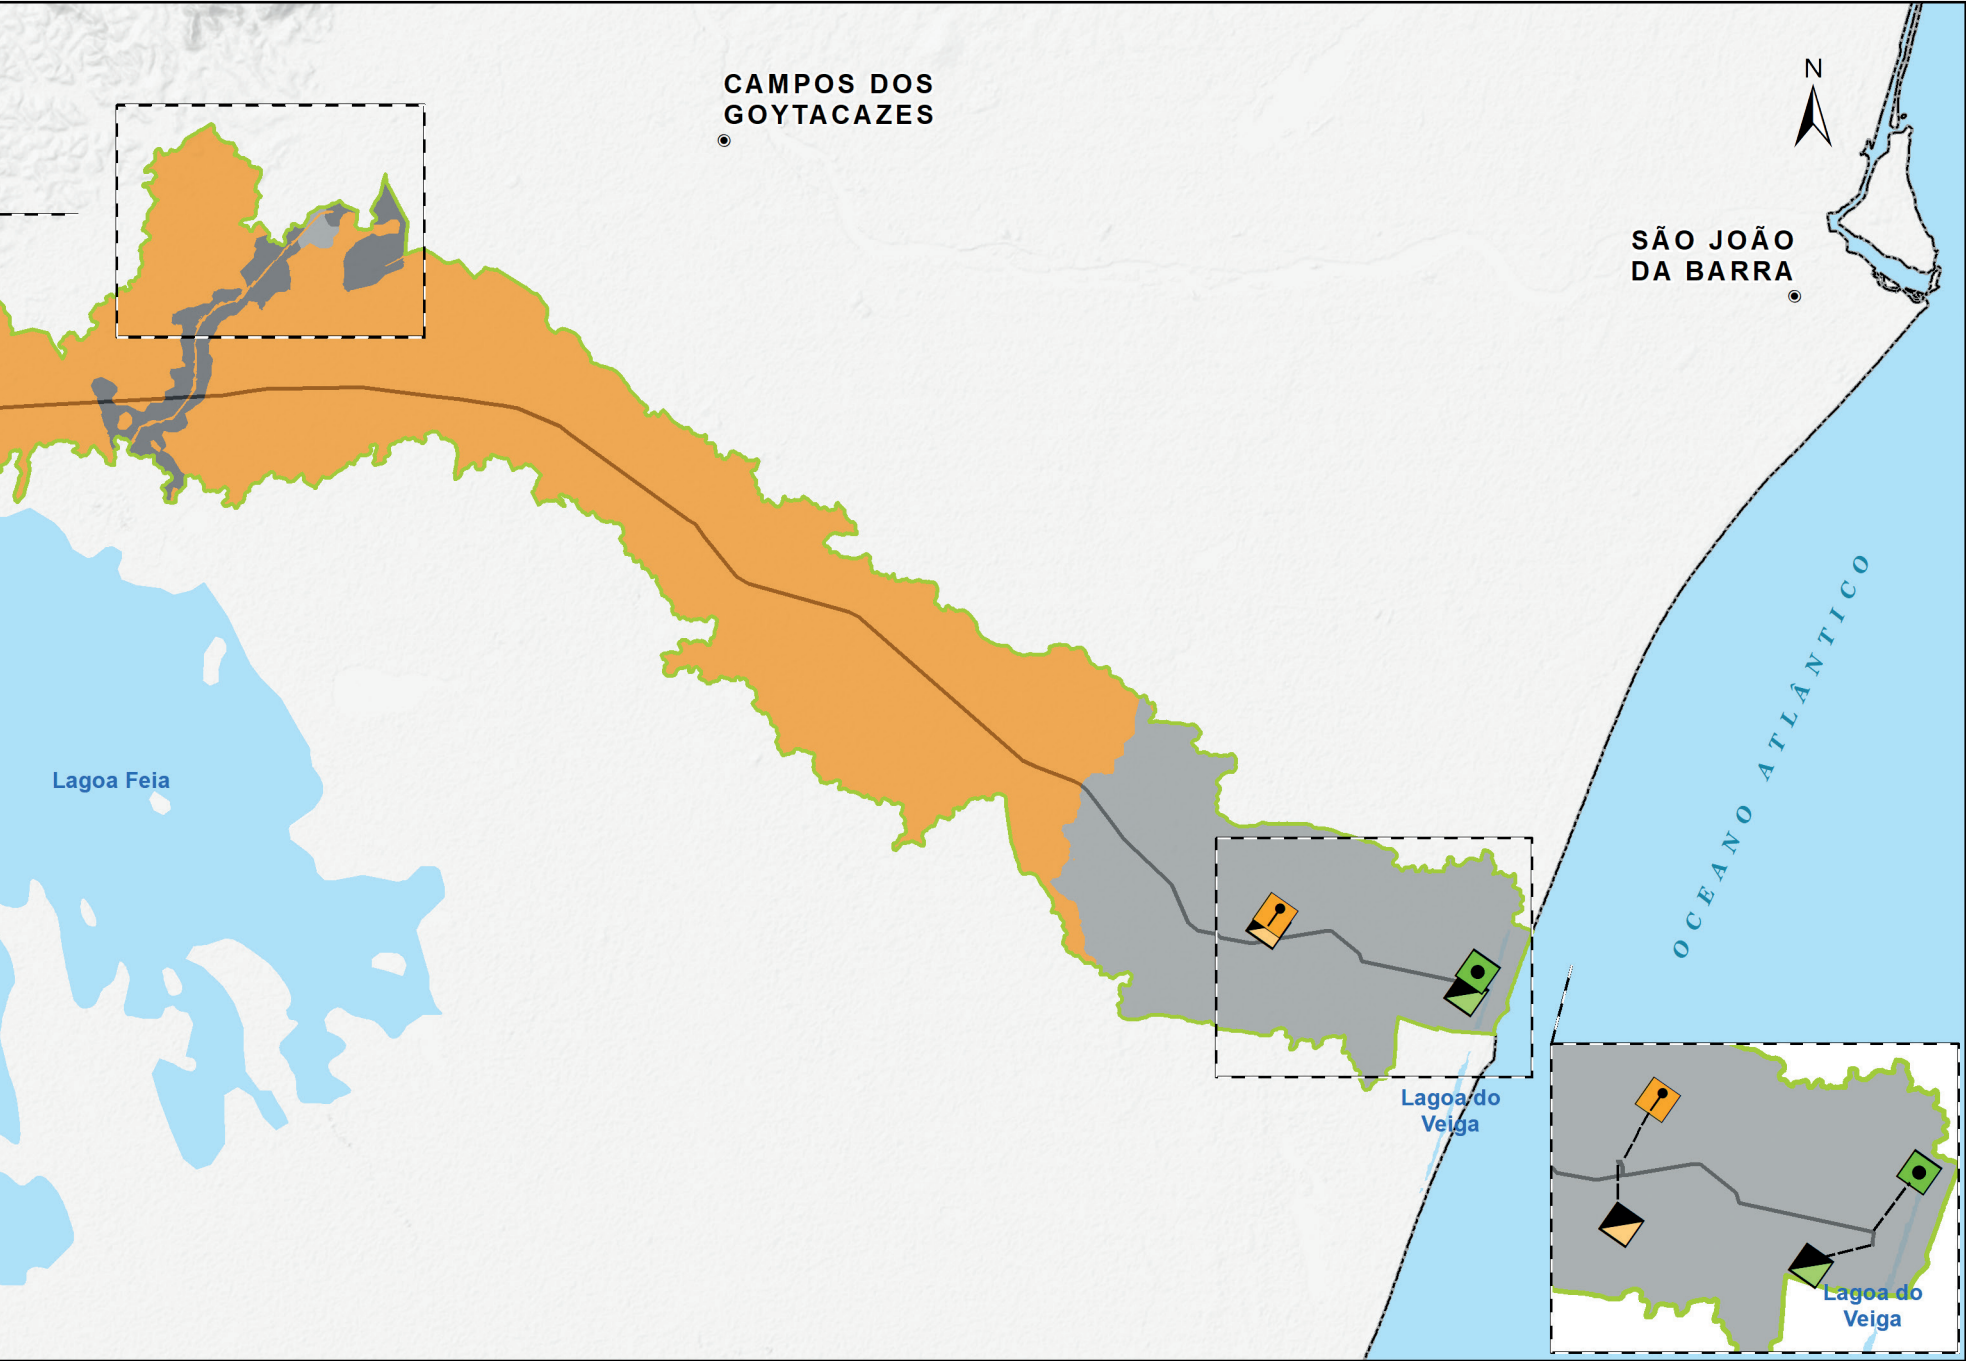 CAMPOS DOS
GOYTACAZES
N
SÃO JOÃO
DA BARRA
OCEANO ATLÂNTICO
Lagoa Feia
Lagoa do
Veiga
Lagoa do
Veiga